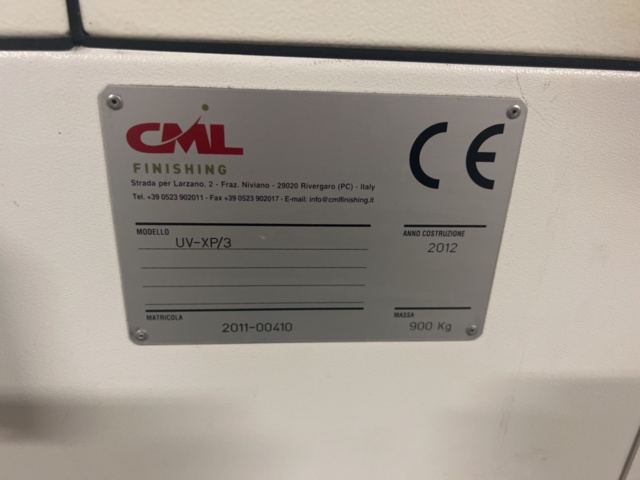 CML
FINISHING
Strada per Larzano, 2 - Fraz. Niviano - 29020 Rivergaro (PC) - Italy
Tel. +39 0523 902011 - Fax +39 0523 902017 - E-mail: info@cmlfinishing.it
CE
MODELLO
UV-XP/3
ANNO COSTRUZIONE
2012
MATRICOLA
2011-00410
MASSA
900 Kg